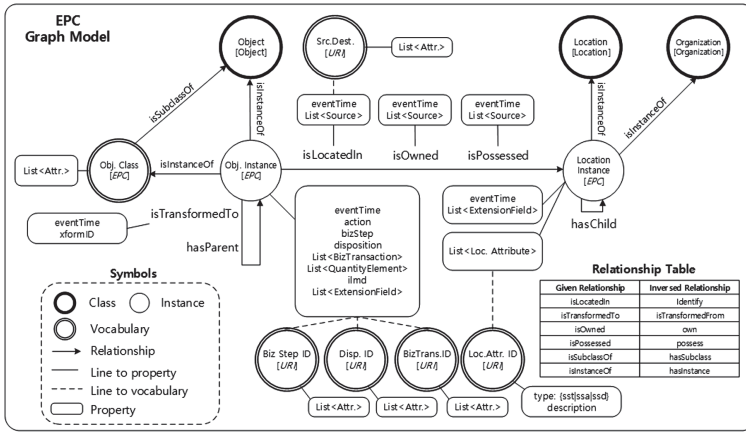 EPC
Graph Model
Object
[Object]
Src.Dest.
[URI]
List<Attr.>
Location
[Location]
Organization
[Organization]
isSubclassOf
isInstanceOf
isInstanceOf
isInstanceOf
eventTime
List<Source>
eventTime
List<Source>
eventTime
List<Source>
isLocatedIn
isOwned
isPossessed
List<Attr.>
Obj. Class
[EPC]
isInstanceOf
Obj. Instance
[EPC]
Location
Instance
[EPC]
eventTime
xformID
isTransformedTo
hasParent
eventTime
action
bizStep
disposition
List<BizTransaction>
List<QuantityElement>
ilmd
List<ExtensionField>
eventTime
List<ExtensionField>
hasChild
List<Loc. Attribute>
Symbols
Class
Instance
Vocabulary
Relationship
Line to property
Line to vocabulary
Property
Biz Step ID
[URI]
Disp. ID
[URI]
BizTrans.ID
[URI]
Loc.Attr. ID
[URI]
List<Attr.>
List<Attr.>
List<Attr.>
type: {sst|ssa|ssd}
description
Relationship Table
Given Relationship Inversed Relationship
isLocatedIn Identify
isTransformedTo isTransformedFrom
isOwned own
isPossessed possess
isSubclassOf hasSubclass
isInstanceOf hasInstance